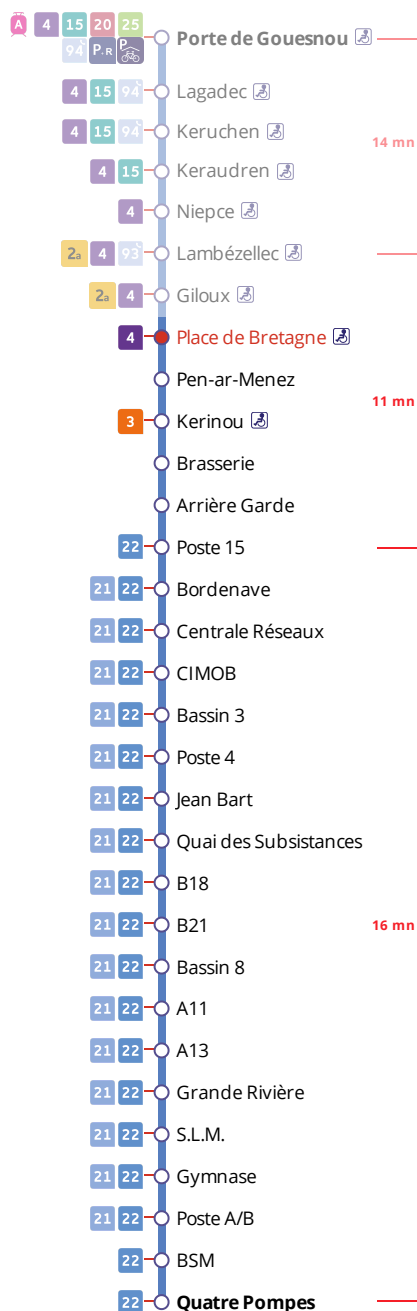 A 4 15 20 25
94 P+R P Porte de Gouesnou
4 15 94 Lagadec
4 15 94 Keruchen
14 mn
4 15 Keraudren
4 Niepce
2a 4 93 Lambézellec
2a 4 Giloux
4 Place de Bretagne
Pen-ar-Menez
11 mn
3 Kerinou
Brasserie
Arrière Garde
22 Poste 15
21 22 Bordenave
21 22 Centrale Réseaux
21 22 CIMOB
21 22 Bassin 3
21 22 Poste 4
21 22 Jean Bart
21 22 Quai des Subsistances
21 22 B18
21 22 B21
16 mn
21 22 Bassin 8
21 22 A11
21 22 A13
21 22 Grande Rivière
21 22 S.L.M.
21 22 Gymnase
21 22 Poste A/B
22 BSM
22 Quatre Pompes